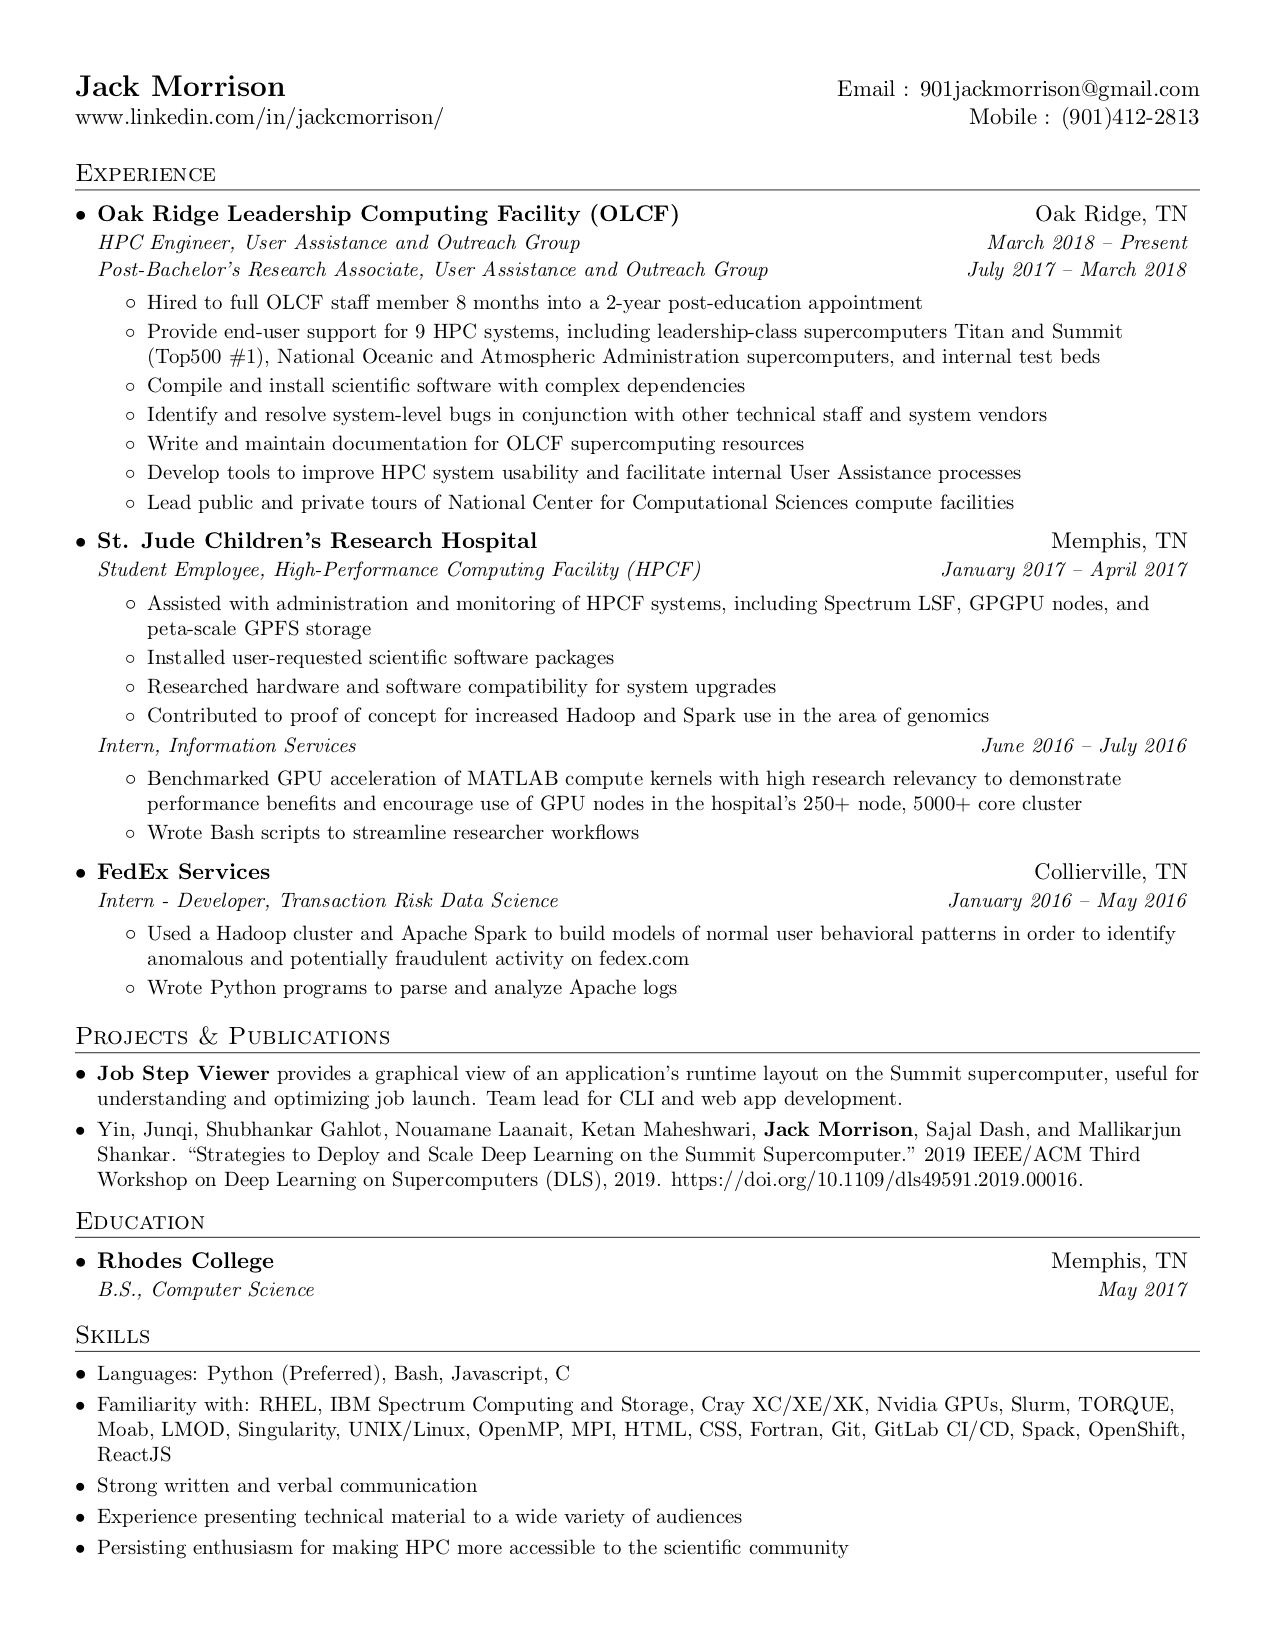 Jack Morrison
Email : 901jackmorrison@gmail.com
www.linkedin.com/in/jackcmorrison/
Mobile : (901)412-2813
Experience
• Oak Ridge Leadership Computing Facility (OLCF) Oak Ridge, TN
HPC Engineer, User Assistance and Outreach Group March 2018 – Present
Post-Bachelor's Research Associate, User Assistance and Outreach Group July 2017 – March 2018
◦ Hired to full OLCF staff member 8 months into a 2-year post-education appointment
◦ Provide end-user support for 9 HPC systems, including leadership-class supercomputers Titan and Summit
(Top500 #1), National Oceanic and Atmospheric Administration supercomputers, and internal test beds
◦ Compile and install scientific software with complex dependencies
◦ Identify and resolve system-level bugs in conjunction with other technical staff and system vendors
◦ Write and maintain documentation for OLCF supercomputing resources
◦ Develop tools to improve HPC system usability and facilitate internal User Assistance processes
◦ Lead public and private tours of National Center for Computational Sciences compute facilities
• St. Jude Children's Research Hospital Memphis, TN
Student Employee, High-Performance Computing Facility (HPCF) January 2017 – April 2017
◦ Assisted with administration and monitoring of HPCF systems, including Spectrum LSF, GPGPU nodes, and
peta-scale GPFS storage
◦ Installed user-requested scientific software packages
◦ Researched hardware and software compatibility for system upgrades
◦ Contributed to proof of concept for increased Hadoop and Spark use in the area of genomics
Intern, Information Services June 2016 – July 2016
◦ Benchmarked GPU acceleration of MATLAB compute kernels with high research relevancy to demonstrate
performance benefits and encourage use of GPU nodes in the hospital's 250+ node, 5000+ core cluster
◦ Wrote Bash scripts to streamline researcher workflows
• FedEx Services Collierville, TN
Intern - Developer, Transaction Risk Data Science January 2016 – May 2016
◦ Used a Hadoop cluster and Apache Spark to build models of normal user behavioral patterns in order to identify
anomalous and potentially fraudulent activity on fedex.com
◦ Wrote Python programs to parse and analyze Apache logs
Projects & Publications
• Job Step Viewer provides a graphical view of an application's runtime layout on the Summit supercomputer, useful for
understanding and optimizing job launch. Team lead for CLI and web app development.
• Yin, Junqi, Shubhankar Gahlot, Nouamane Laanait, Ketan Maheshwari, Jack Morrison, Sajal Dash, and Mallikarjun
Shankar. “Strategies to Deploy and Scale Deep Learning on the Summit Supercomputer.” 2019 IEEE/ACM Third
Workshop on Deep Learning on Supercomputers (DLS), 2019. https://doi.org/10.1109/dls49591.2019.00016.
Education
• Rhodes College Memphis, TN
B.S., Computer Science May 2017
Skills
• Languages: Python (Preferred), Bash, Javascript, C
• Familiarity with: RHEL, IBM Spectrum Computing and Storage, Cray XC/XE/XK, Nvidia GPUs, Slurm, TORQUE,
Moab, LMOD, Singularity, UNIX/Linux, OpenMP, MPI, HTML, CSS, Fortran, Git, GitLab CI/CD, Spack, OpenShift,
ReactJS
• Strong written and verbal communication
• Experience presenting technical material to a wide variety of audiences
• Persisting enthusiasm for making HPC more accessible to the scientific community